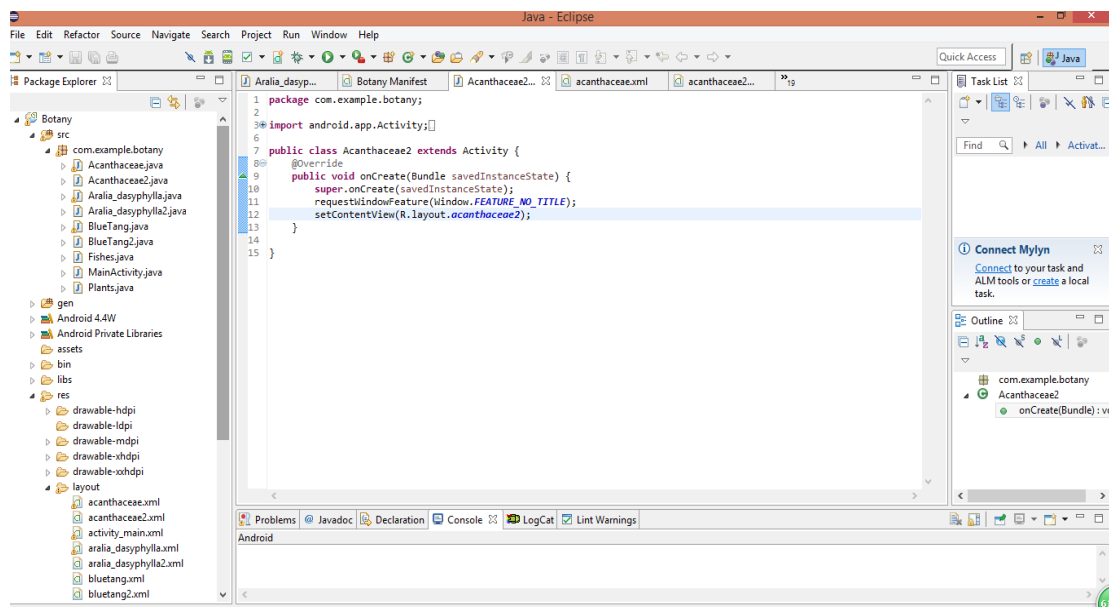 Java - Eclipse
File Edit Refactor Source Navigate Search Project Run Window Help
Quick Access
Java
Package Explorer
Aralia_dasyp...
Botany Manifest
Acanthaceae2...
acanthaceae.xml
acanthaceae2...
»19
Task List
Botany
src
com.example.botany
Acanthaceae.java
Acanthaceae2.java
Aralia_dasyphylla.java
Aralia_dasyphylla2.java
BlueTang.java
BlueTang2.java
Fishes.java
MainActivity.java
Plants.java
gen
Android 4.4W
Android Private Libraries
assets
bin
libs
res
drawable-hdpi
drawable-ldpi
drawable-mdpi
drawable-xhdpi
drawable-xxhdpi
layout
acanthaceae.xml
acanthaceae2.xml
activity_main.xml
aralia_dasyphylla.xml
aralia_dasyphylla2.xml
bluetang.xml
bluetang2.xml
1 package com.example.botany;
2
3 import android.app.Activity;
6
7 public class Acanthaceae2 extends Activity {
8 @Override
9 public void onCreate(Bundle savedInstanceState) {
10 super.onCreate(savedInstanceState);
11 requestWindowFeature(Window.FEATURE_NO_TITLE);
12 setContentView(R.layout.acanthaceae2);
13 }
14
15 }
Find All Activat...
Connect Mylyn
Connect to your task and
ALM tools or create a local
task.
Outline
com.example.botany
Acanthaceae2
onCreate(Bundle) : v
Problems @ Javadoc Declaration Console LogCat Lint Warnings
Android